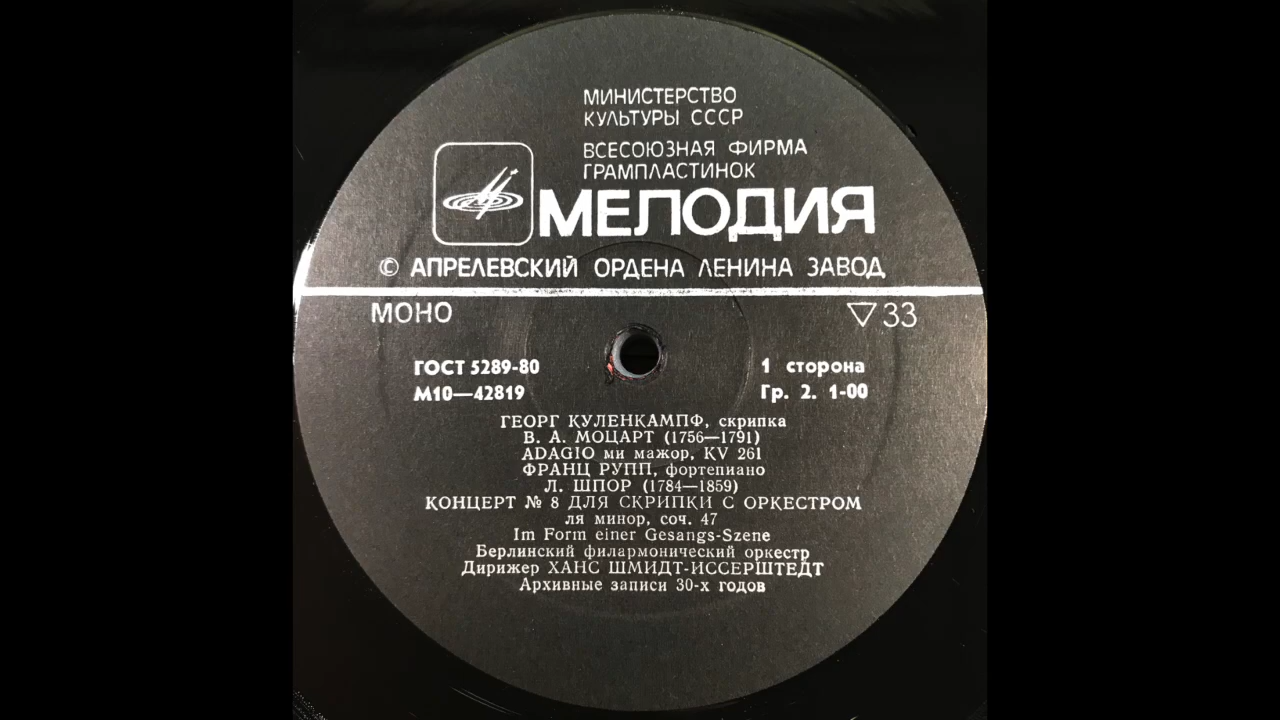 МИНИСТЕРСТВО
КУЛЬТУРЫ СССР
ВСЕСОЮЗНАЯ ФИРМА
ГРАМПЛАСТИНОК
МЕЛОДИЯ
© АПРЕЛЕВСКИЙ ОРДЕНА ЛЕНИНА ЗАВОД
МОНО
▽ 33
ГОСТ 5289-80
М10—42819
1 сторона
Гр. 2. 1-00
ГЕОРГ КУЛЕНКАМПФ, скрипка
В. А. МОЦАРТ (1756—1791)
ADAGIO ми мажор, KV 261
ФРАНЦ РУПП, фортепиано
Л. ШПОР (1784—1859)
КОНЦЕРТ № 8 ДЛЯ СКРИПКИ С ОРКЕСТРОМ
ля минор, соч. 47
Im Form einer Gesangs-Szene
Берлинский филармонический оркестр
Дирижер ХАНС ШМИДТ-ИССЕРШТЕДТ
Архивные записи 30-х годов